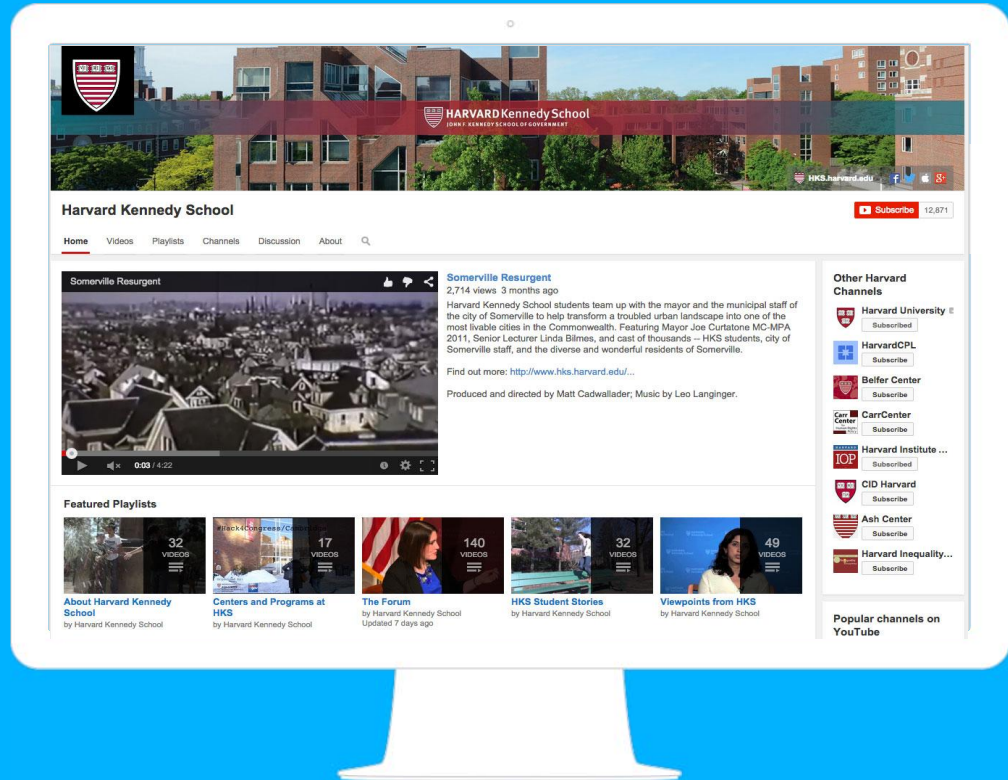 HARVARD Kennedy School
JOHN F. KENNEDY SCHOOL OF GOVERNMENT
HKS.harvard.edu
Harvard Kennedy School
Subscribe 12,871
Home Videos Playlists Channels Discussion About
Somerville Resurgent
0:03 / 4:22
Somerville Resurgent
2,714 views 3 months ago
Harvard Kennedy School students team up with the mayor and the municipal staff of
the city of Somerville to help transform a troubled urban landscape into one of the
most livable cities in the Commonwealth. Featuring Mayor Joe Curtatone MC-MPA
2011, Senior Lecturer Linda Bilmes, and cast of thousands -- HKS students, city of
Somerville staff, and the diverse and wonderful residents of Somerville.
Find out more: http://www.hks.harvard.edu/...
Produced and directed by Matt Cadwallader; Music by Leo Langinger.
Featured Playlists
32
VIDEOS
About Harvard Kennedy
School
by Harvard Kennedy School
#Hack4Congress/
17
VIDEOS
Centers and Programs at
HKS
by Harvard Kennedy School
140
VIDEOS
The Forum
by Harvard Kennedy School
Updated 7 days ago
32
VIDEOS
HKS Student Stories
by Harvard Kennedy School
49
VIDEOS
Viewpoints from HKS
by Harvard Kennedy School
Other Harvard
Channels
Harvard University
Subscribed
HarvardCPL
Subscribe
Belfer Center
Subscribe
Carr
Center
CarrCenter
Subscribe
IOP
Harvard Institute ...
Subscribed
CID Harvard
Subscribe
Ash Center
Subscribe
Harvard Inequality...
Subscribe
Popular channels on
YouTube